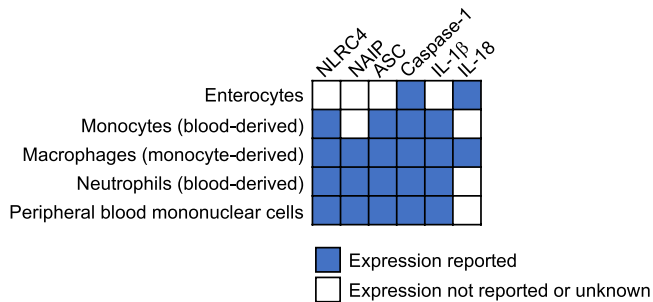 NLRC4
NAIP
ASC
Caspase-1
IL-1β
IL-18
Enterocytes
Monocytes (blood-derived)
Macrophages (monocyte-derived)
Neutrophils (blood-derived)
Peripheral blood mononuclear cells
Expression reported
Expression not reported or unknown